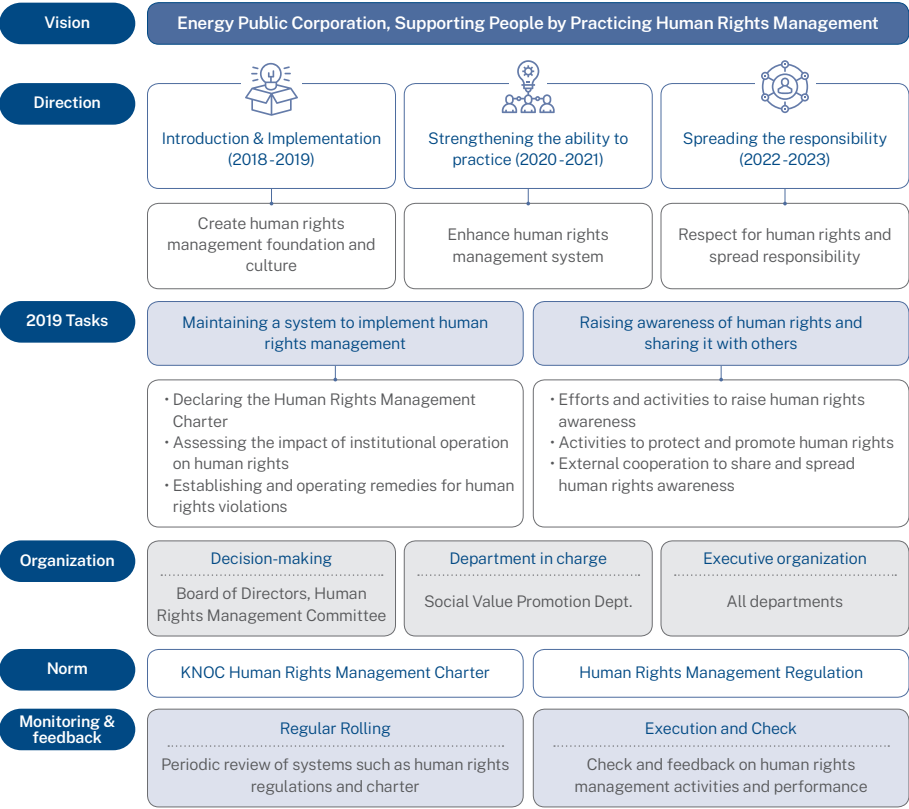 Vision
Energy Public Corporation, Supporting People by Practicing Human Rights Management
Direction
Introduction & Implementation
(2018-2019)
Strengthening the ability to
practice (2020-2021)
Spreading the responsibility
(2022-2023)
Create human rights
management foundation and
culture
Enhance human rights
management system
Respect for human rights and
spread responsibility
2019 Tasks
Maintaining a system to implement human
rights management
Raising awareness of human rights and
sharing it with others
• Declaring the Human Rights Management
Charter
• Assessing the impact of institutional operation
on human rights
• Establishing and operating remedies for human
rights violations
• Efforts and activities to raise human rights
awareness
• Activities to protect and promote human rights
• External cooperation to share and spread
human rights awareness
Organization
Decision-making
Board of Directors, Human
Rights Management Committee
Department in charge
Social Value Promotion Dept.
Executive organization
All departments
Norm
KNOC Human Rights Management Charter
Human Rights Management Regulation
Monitoring &
feedback
Regular Rolling
Periodic review of systems such as human rights
regulations and charter
Execution and Check
Check and feedback on human rights
management activities and performance